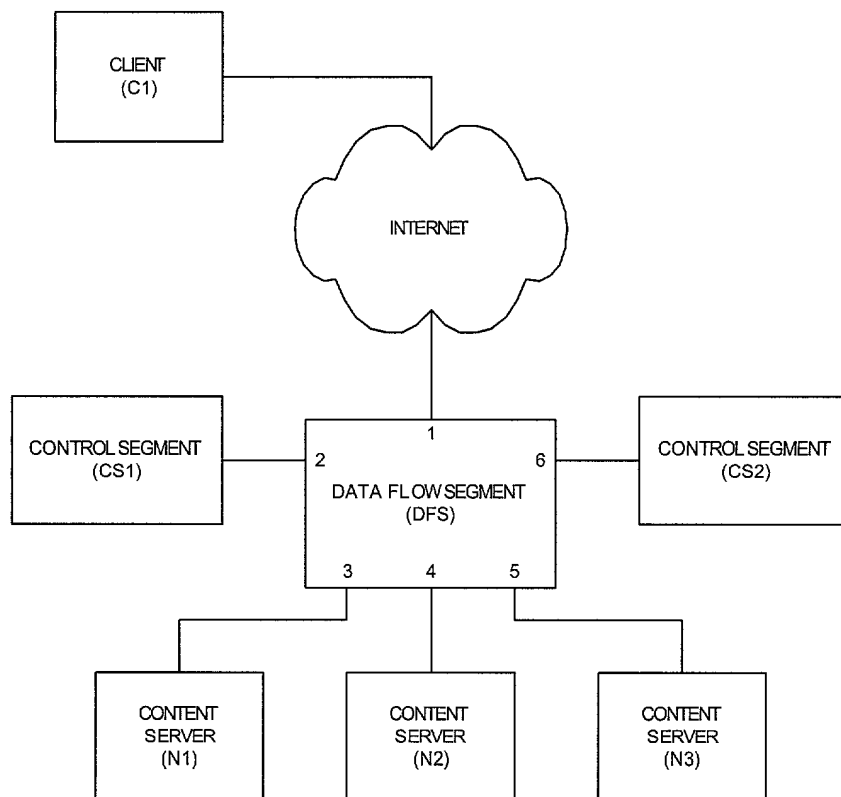 CLIENT
(C1)
INTERNET
CONTROL SEGMENT
(CS1)
1
2
6
DATA FLOW SEGMENT
(DFS)
3
4
5
CONTROL SEGMENT
(CS2)
CONTENT
SERVER
(N1)
CONTENT
SERVER
(N2)
CONTENT
SERVER
(N3)